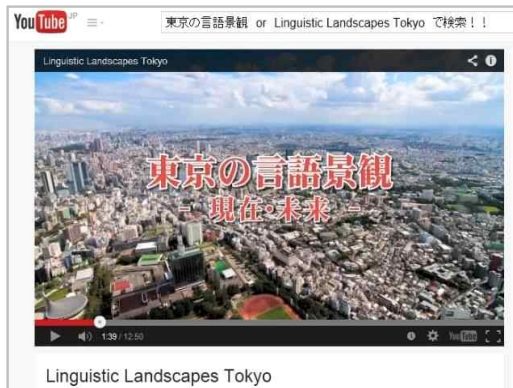 YouTube JP
東京の言語景観 or Linguistic Landscapes Tokyo で検索!!
Linguistic Landscapes Tokyo
東京の言語景観
- 現在・未来 -
1:39 / 12:50
YouTube
Linguistic Landscapes Tokyo